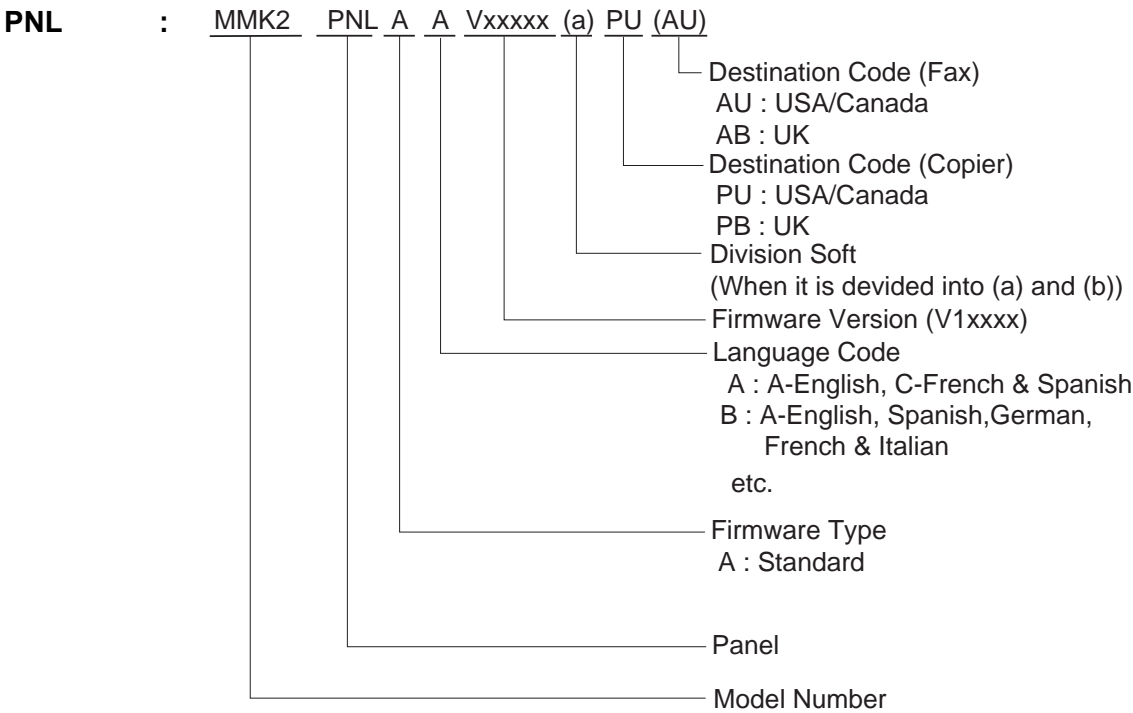 PNL : MMK2 PNL A A Vxxxxx (a) PU (AU)
Destination Code (Fax)
AU : USA/Canada
AB : UK
Destination Code (Copier)
PU : USA/Canada
PB : UK
Division Soft
(When it is devided into (a) and (b))
Firmware Version (V1xxxx)
Language Code
A : A-English, C-French & Spanish
B : A-English, Spanish,German,
French & Italian
etc.
Firmware Type
A : Standard
Panel
Model Number